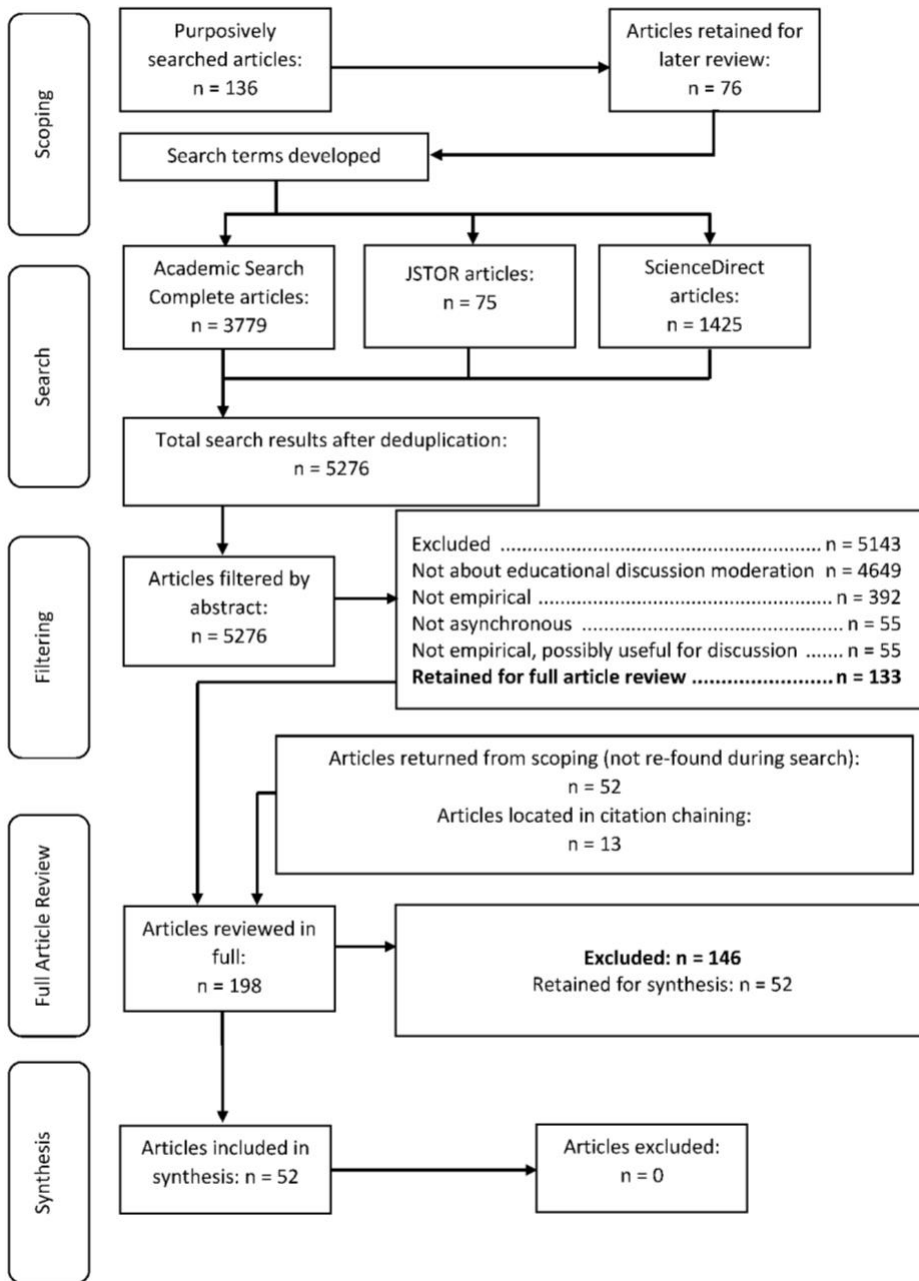 Scoping
Purposively
searched articles:
n = 136
Articles retained for
later review:
n = 76
Search terms developed
Search
Academic Search
Complete articles:
n = 3779
JSTOR articles:
n = 75
ScienceDirect
articles:
n = 1425
Total search results after deduplication:
n = 5276
Filtering
Articles filtered by
abstract:
n = 5276
Excluded ........................................................ n = 5143
Not about educational discussion moderation n = 4649
Not empirical .................................................... n = 392
Not asynchronous ............................................... n = 55
Not empirical, possibly useful for discussion ....... n = 55
Retained for full article review ........................ n = 133
Articles returned from scoping (not re-found during search):
n = 52
Articles located in citation chaining:
n = 13
Full Article Review
Articles reviewed in
full:
n = 198
Excluded: n = 146
Retained for synthesis: n = 52
Synthesis
Articles included in
synthesis: n = 52
Articles excluded:
n = 0